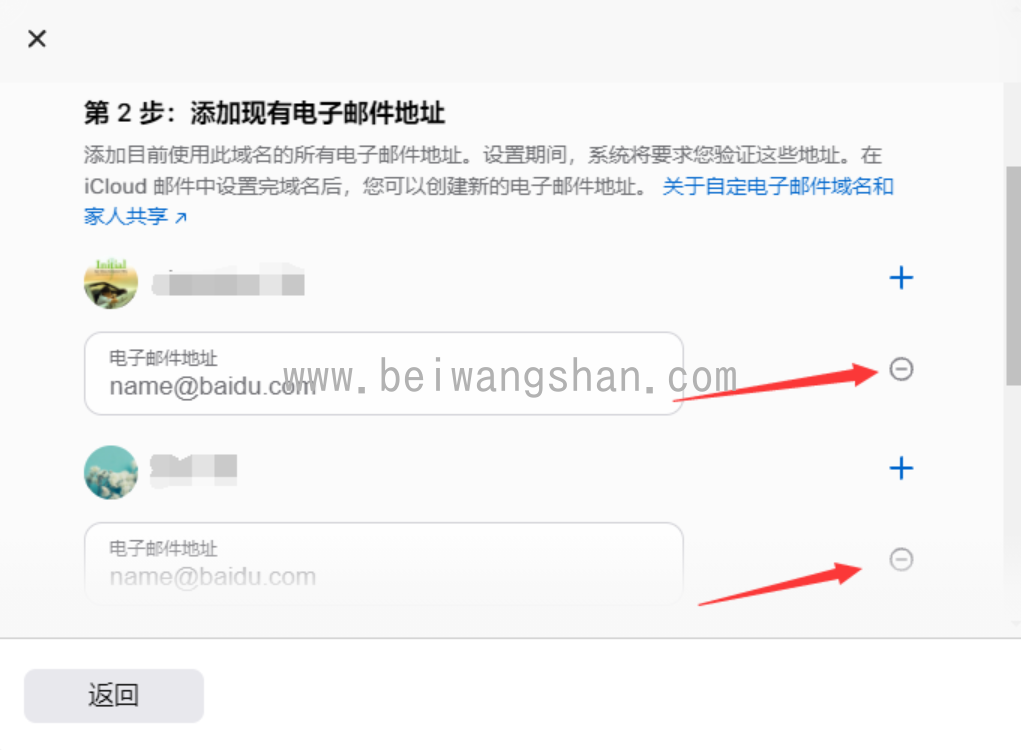 第 2 步：添加现有电子邮件地址
添加目前使用此域名的所有电子邮件地址。设置期间，系统将要求您验证这些地址。在
iCloud 邮件中设置完域名后，您可以创建新的电子邮件地址。 关于自定电子邮件域名和
家人共享 ↗
Initial
电子邮件地址
name@baidu.com
www.beiwangshan.com
电子邮件地址
name@baidu.com
返回